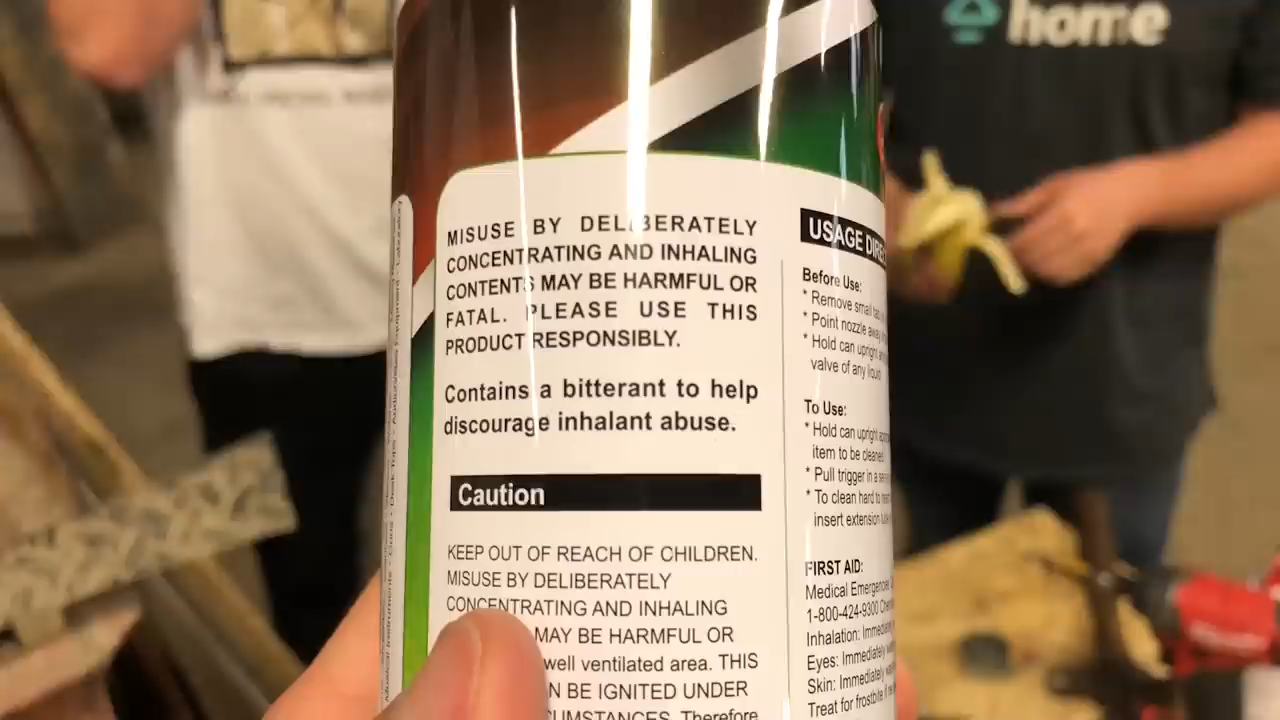 home
MISUSE BY DELIBERATELY
CONCENTRATING AND INHALING
CONTENTS MAY BE HARMFUL OR
FATAL. PLEASE USE THIS
PRODUCT RESPONSIBLY.
Contains a bitterant to help
discourage inhalant abuse.
Caution
KEEP OUT OF REACH OF CHILDREN.
MISUSE BY DELIBERATELY
CONCENTRATING AND INHALING
MAY BE HARMFUL OR
well ventilated area. THIS
N BE IGNITED UNDER
CUMSTANCES. Therefore
USAGE
Before Use:
* Remove small
* Point nozzle away
* Hold can upright
valve of any liquid
To Use:
* Hold can upright
item to be cleaned
* Pull trigger in a
* To clean hard to
insert extension
FIRST AID:
Medical Emergencies
1-800-424-9300
Inhalation:
Eyes: Immediately
Skin: Immediately
Treat for frostbite if